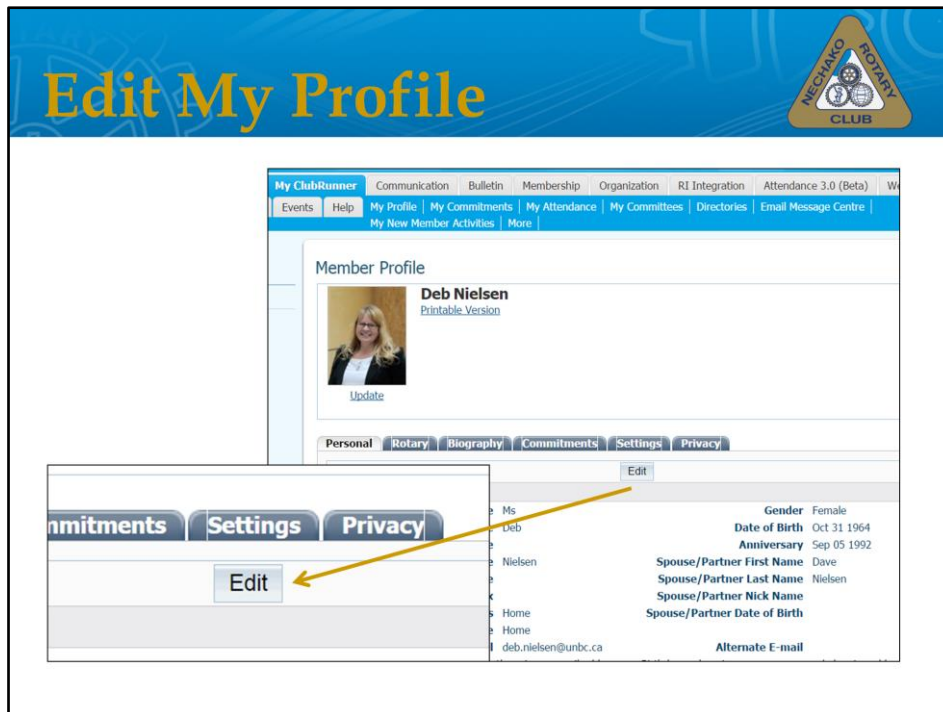 Edit My Profile
NECHAKO ROTARY CLUB
My ClubRunner Communication Bulletin Membership Organization RI Integration Attendance 3.0 (Beta) We
Events Help My Profile | My Commitments | My Attendance | My Committees | Directories | Email Message Centre |
My New Member Activities | More |
Member Profile
Deb Nielsen
Printable Version
Update
Personal Rotary Biography Commitments Settings Privacy
Edit
mmitments Settings Privacy
Edit
e Ms Gender Female
e Deb Date of Birth Oct 31 1964
e Anniversary Sep 05 1992
e Nielsen Spouse/Partner First Name Dave
e Spouse/Partner Last Name Nielsen
x Spouse/Partner Nick Name
s Home Spouse/Partner Date of Birth
e Home
l deb.nielsen@unbc.ca Alternate E-mail